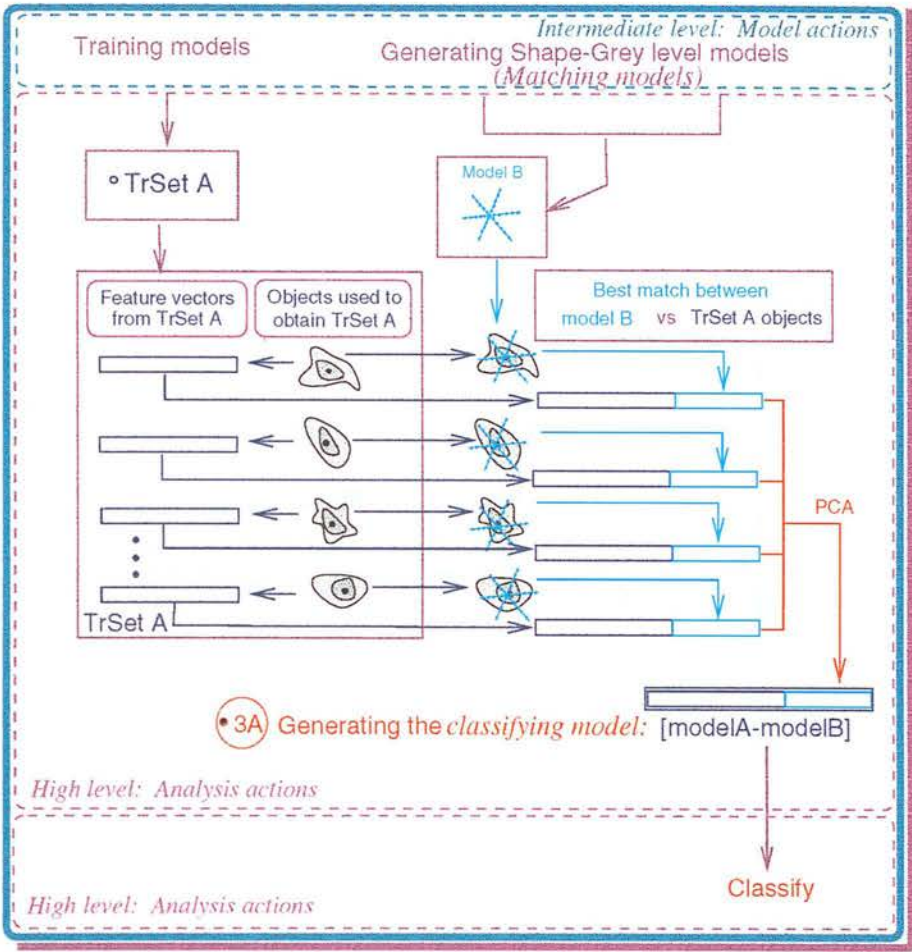 Intermediate level: Model actions
Training models
Generating Shape-Grey level models
(Matching models)
TrSet A
Model B
Feature vectors
from TrSet A
Objects used to
obtain TrSet A
Best match between
model B vs TrSet A objects
PCA
TrSet A
3A Generating the classifying model: [modelA-modelB]
High level: Analysis actions
Classify
High level: Analysis actions